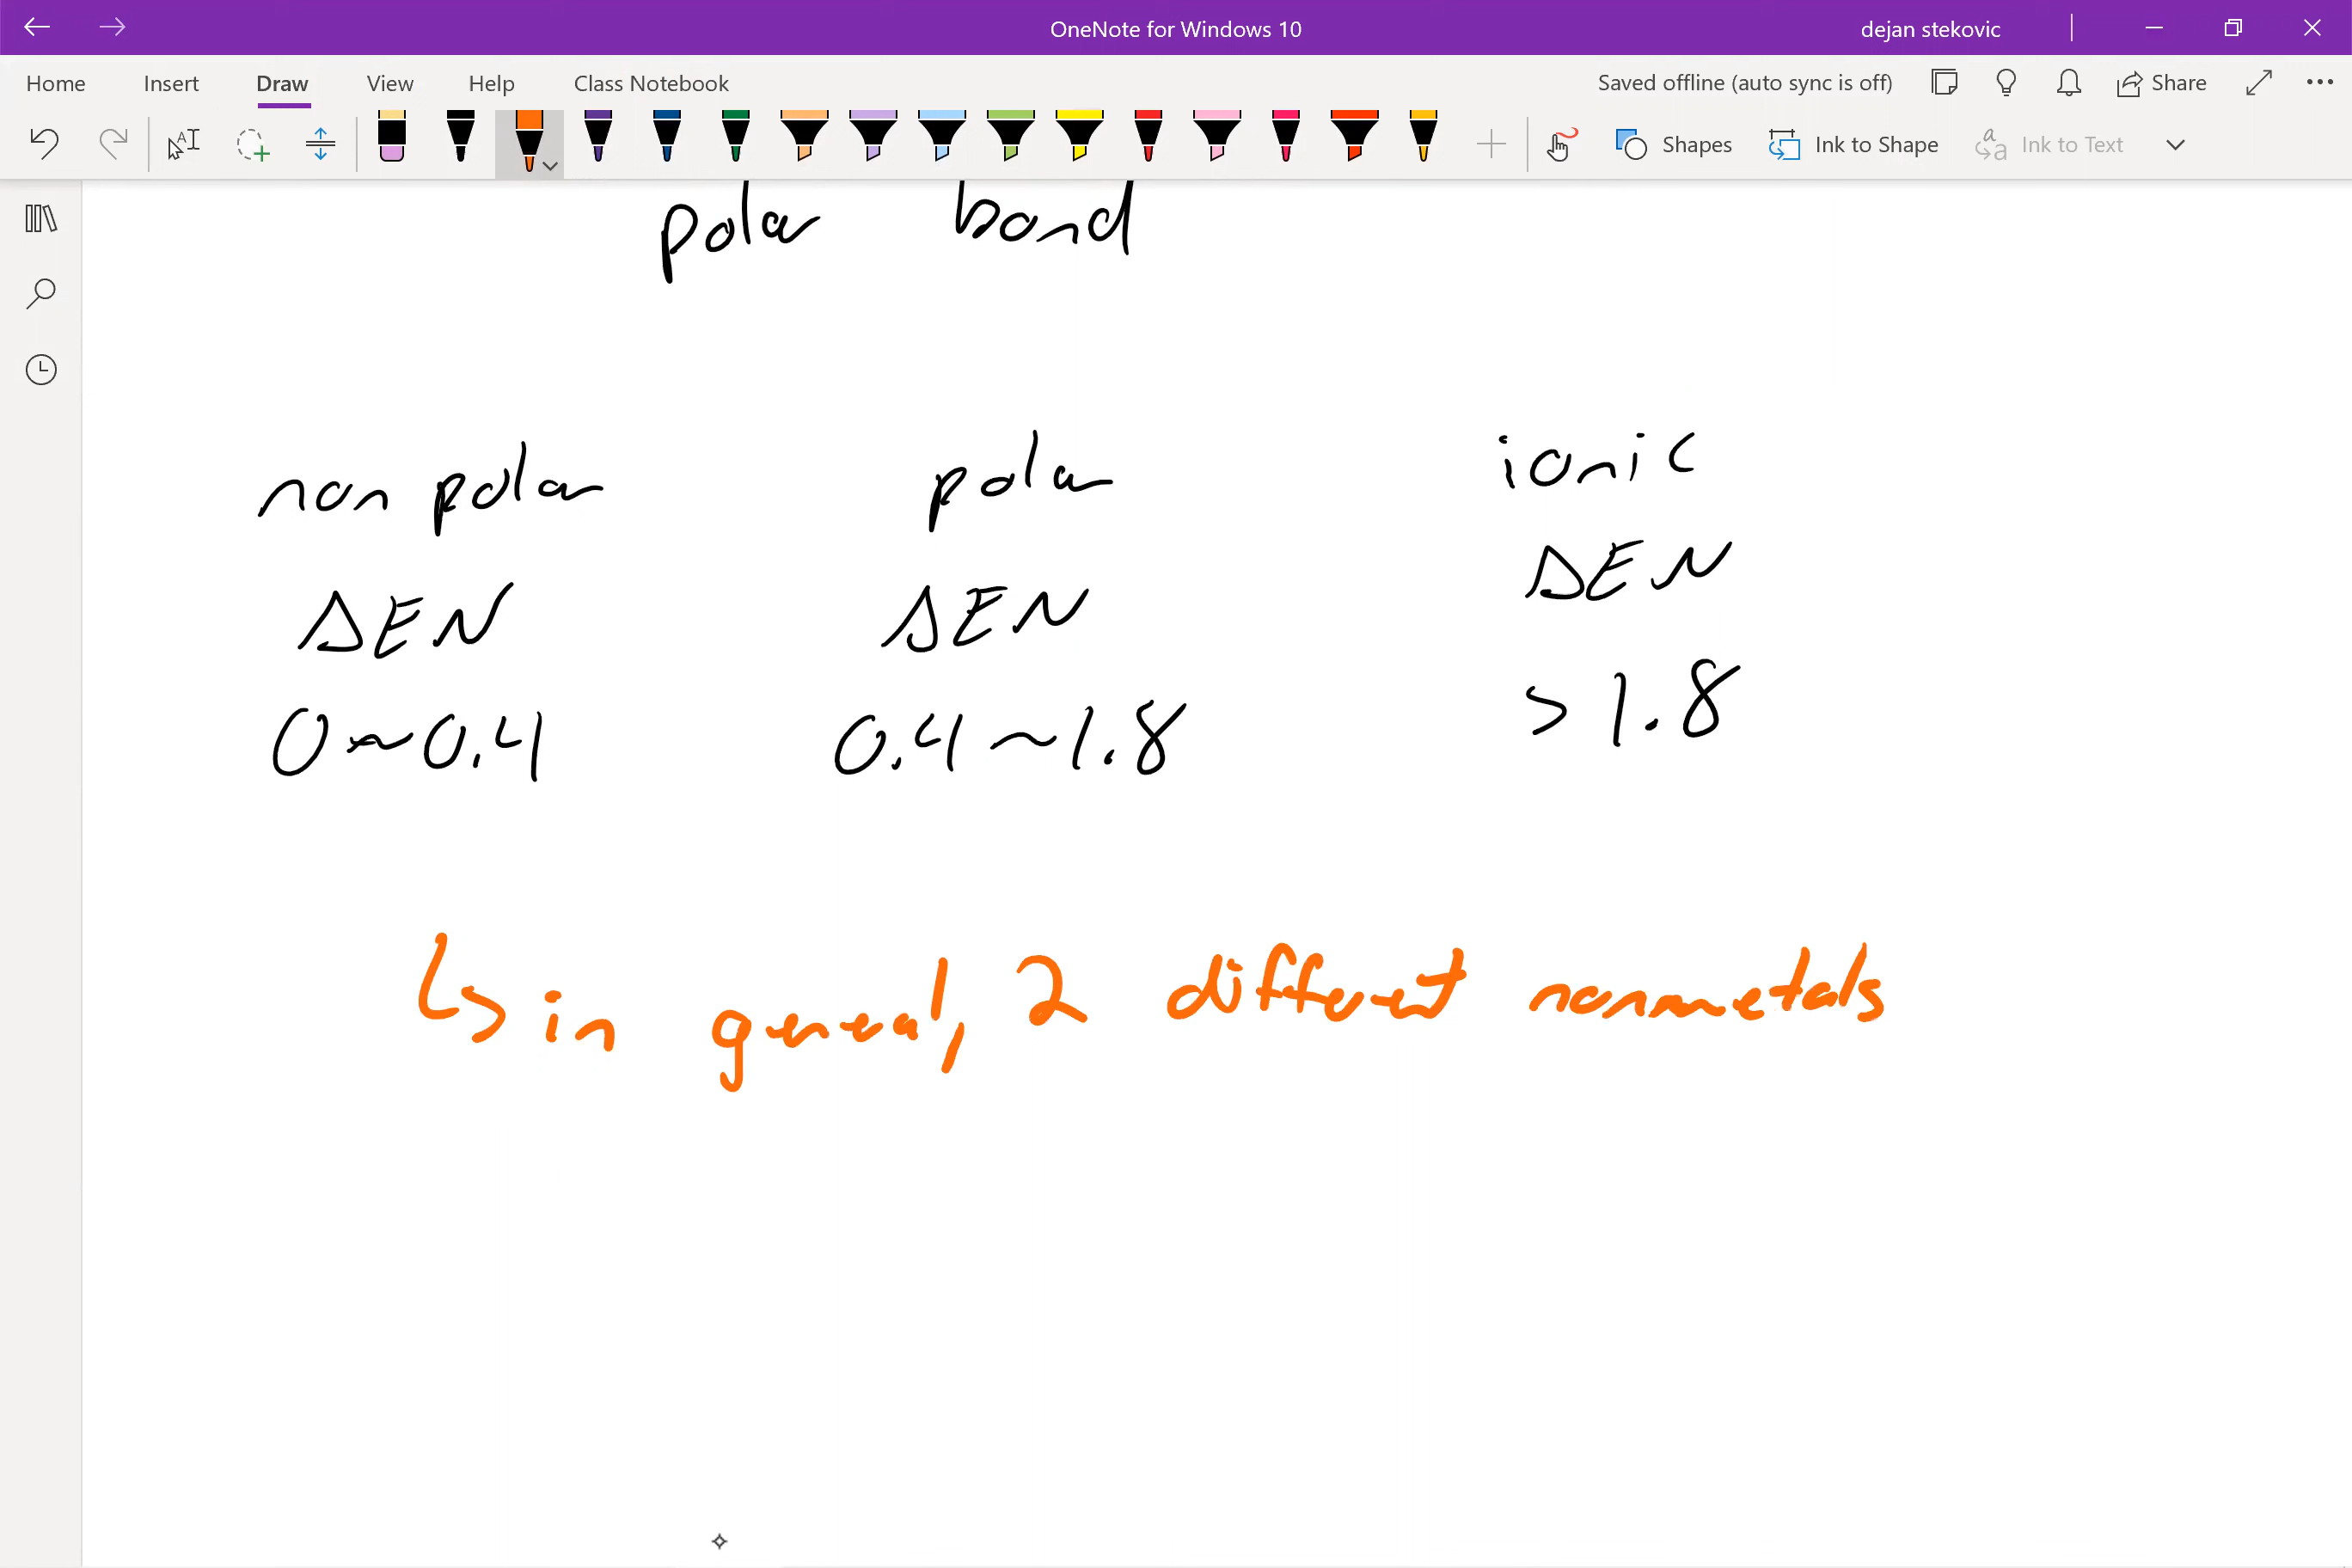 OneNote for Windows 10 dejan stekovic
Home Insert Draw View Help Class Notebook Saved offline (auto sync is off) Share
Shapes Ink to Shape Ink to Text
polar bond
non polar polar ionic
ΔEN ΔEN ΔEN
0~0.4 0.4~1.8 >1.8
↳ in general, 2 different nonmetals